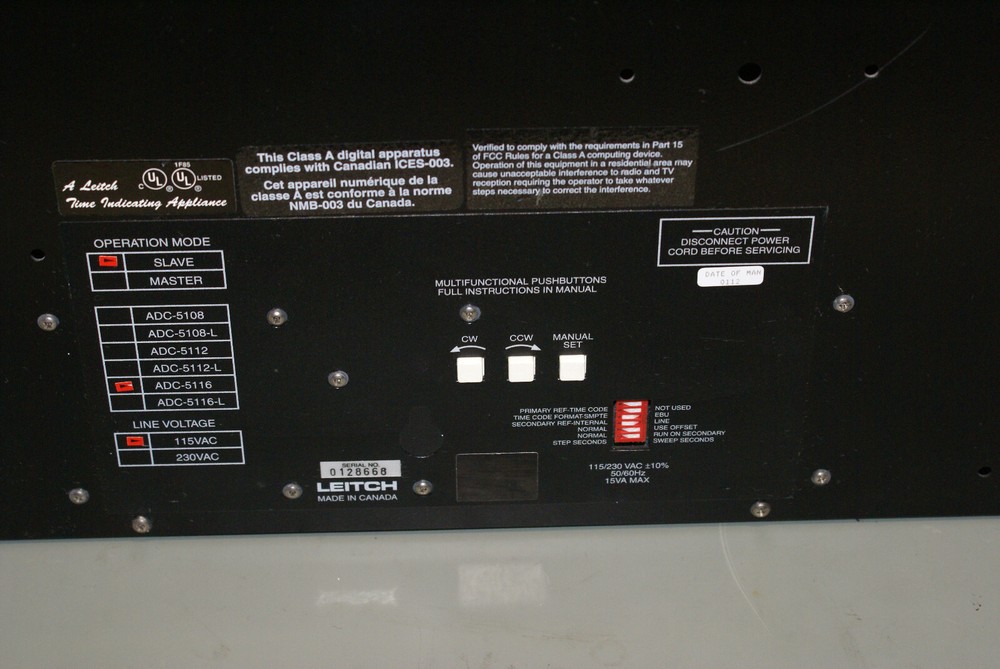 A Leitch
Time Indicating Appliance
1F85
C UL ® UL ® LISTED
This Class A digital apparatus
complies with Canadian ICES-003.
Cet appareil numérique de la
classe A est conforme à la norme
NMB-003 du Canada.
Verified to comply with the requirements in Part 15
of FCC Rules for a Class A computing device.
Operation of this equipment in a residential area may
cause unacceptable interference to radio and TV
reception requiring the operator to take whatever
steps necessary to correct the interference.
CAUTION
DISCONNECT POWER
CORD BEFORE SERVICING
DATE OF MAN
0112
OPERATION MODE
SLAVE
MASTER
ADC-5108
ADC-5108-L
ADC-5112
ADC-5112-L
ADC-5116
ADC-5116-L
LINE VOLTAGE
115VAC
230VAC
MULTIFUNCTIONAL PUSHBUTTONS
FULL INSTRUCTIONS IN MANUAL
CW
CCW
MANUAL
SET
PRIMARY REF-TIME CODE NOT USED
TIME CODE FORMAT-SMPTE EBU
SECONDARY REF-INTERNAL LINE
NORMAL USE OFFSET
NORMAL RUN ON SECONDARY
STEP SECONDS SWEEP SECONDS
115/230 VAC ±10%
50/60Hz
15VA MAX
SERIAL NO.
0128668
LEITCH
MADE IN CANADA